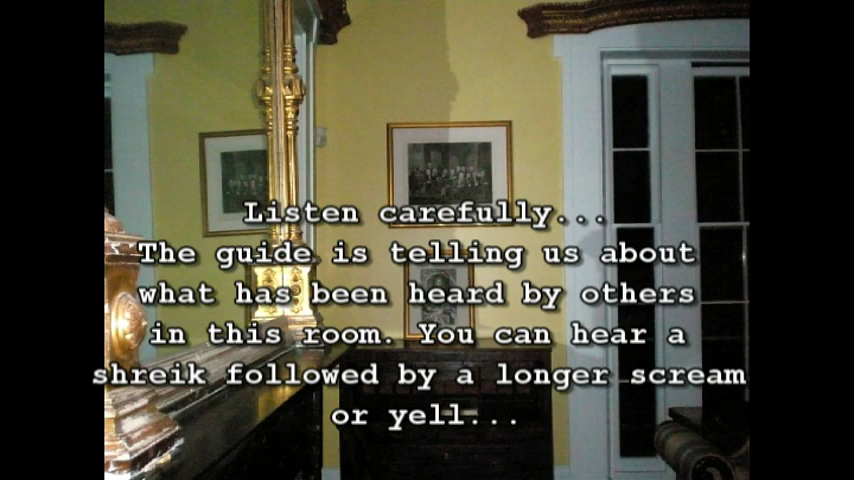 Listen carefully...
The guide is telling us about
what has been heard by others
in this room. You can hear a
shreik followed by a longer scream
or yell...